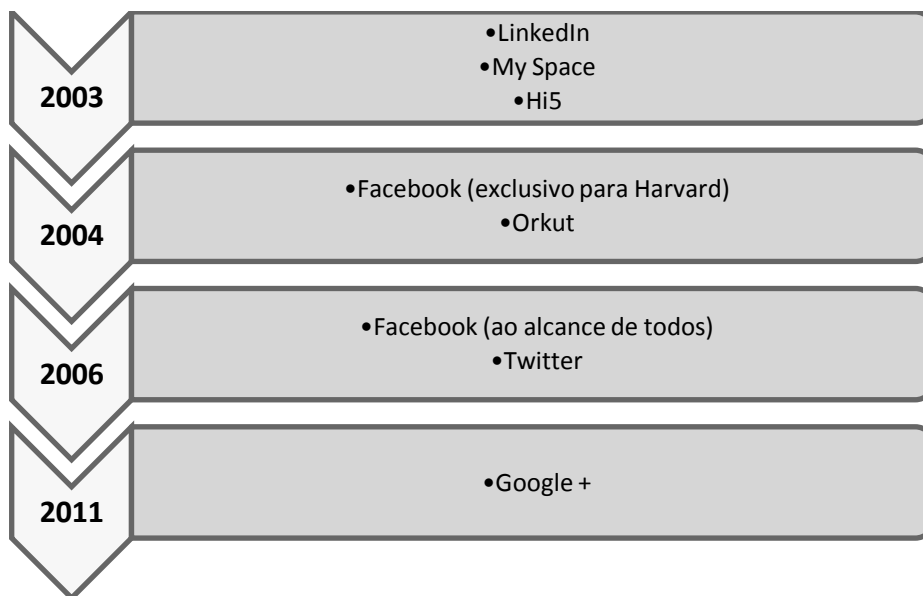 2003
•LinkedIn
•My Space
•Hi5
2004
•Facebook (exclusivo para Harvard)
•Orkut
2006
•Facebook (ao alcance de todos)
•Twitter
2011
•Google +